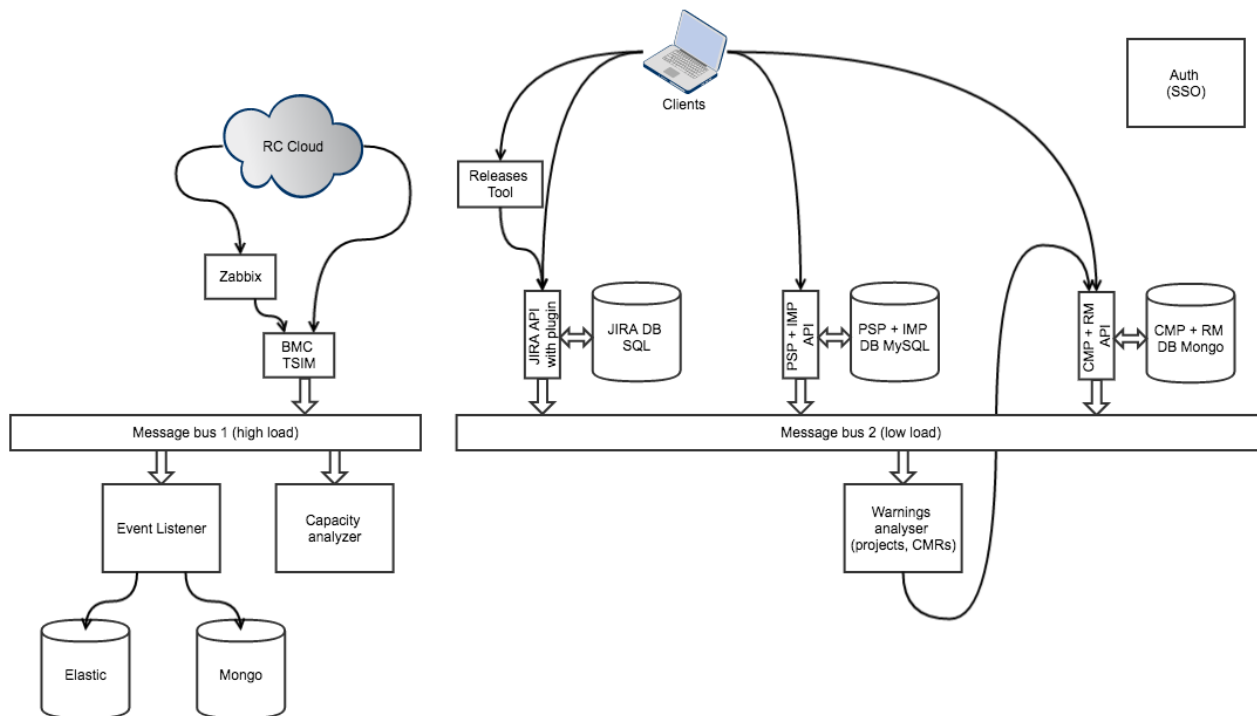 Clients
Auth
(SSO)
RC Cloud
Releases
Tool
Zabbix
BMC
TSIM
JIRA API
with plugin
JIRA DB
SQL
PSP + IMP
API
PSP + IMP
DB MySQL
CMP + RM
API
CMP + RM
DB Mongo
Message bus 1 (high load)
Message bus 2 (low load)
Event Listener
Capacity
analyzer
Warnings
analyser
(projects, CMRs)
Elastic
Mongo